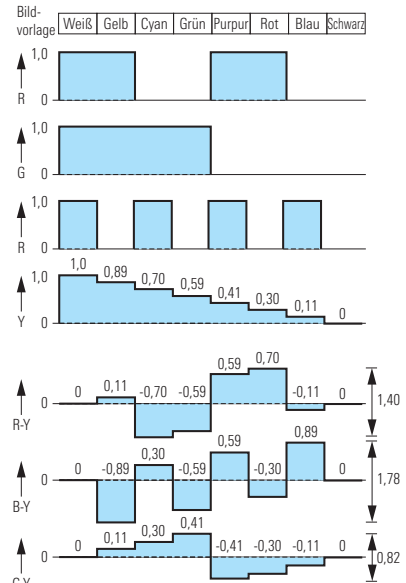 Bild-
vorlage Weiß Gelb Cyan Grün Purpur Rot Blau Schwarz
1,0
R 0
1,0
G 0
1,0
R 0
1,0 1,0 0,89 0,70 0,59 0,41 0,30 0,11 0
Y 0
0 0,11 -0,70 -0,59 0,59 0,70 -0,11 0
0 1,40
R-Y
0 -0,89 0,30 -0,59 0,59 -0,30 0,89 0
0 1,78
B-Y
0 0,11 0,30 0,41 -0,41 -0,30 -0,11 0
0 0,82
G-Y